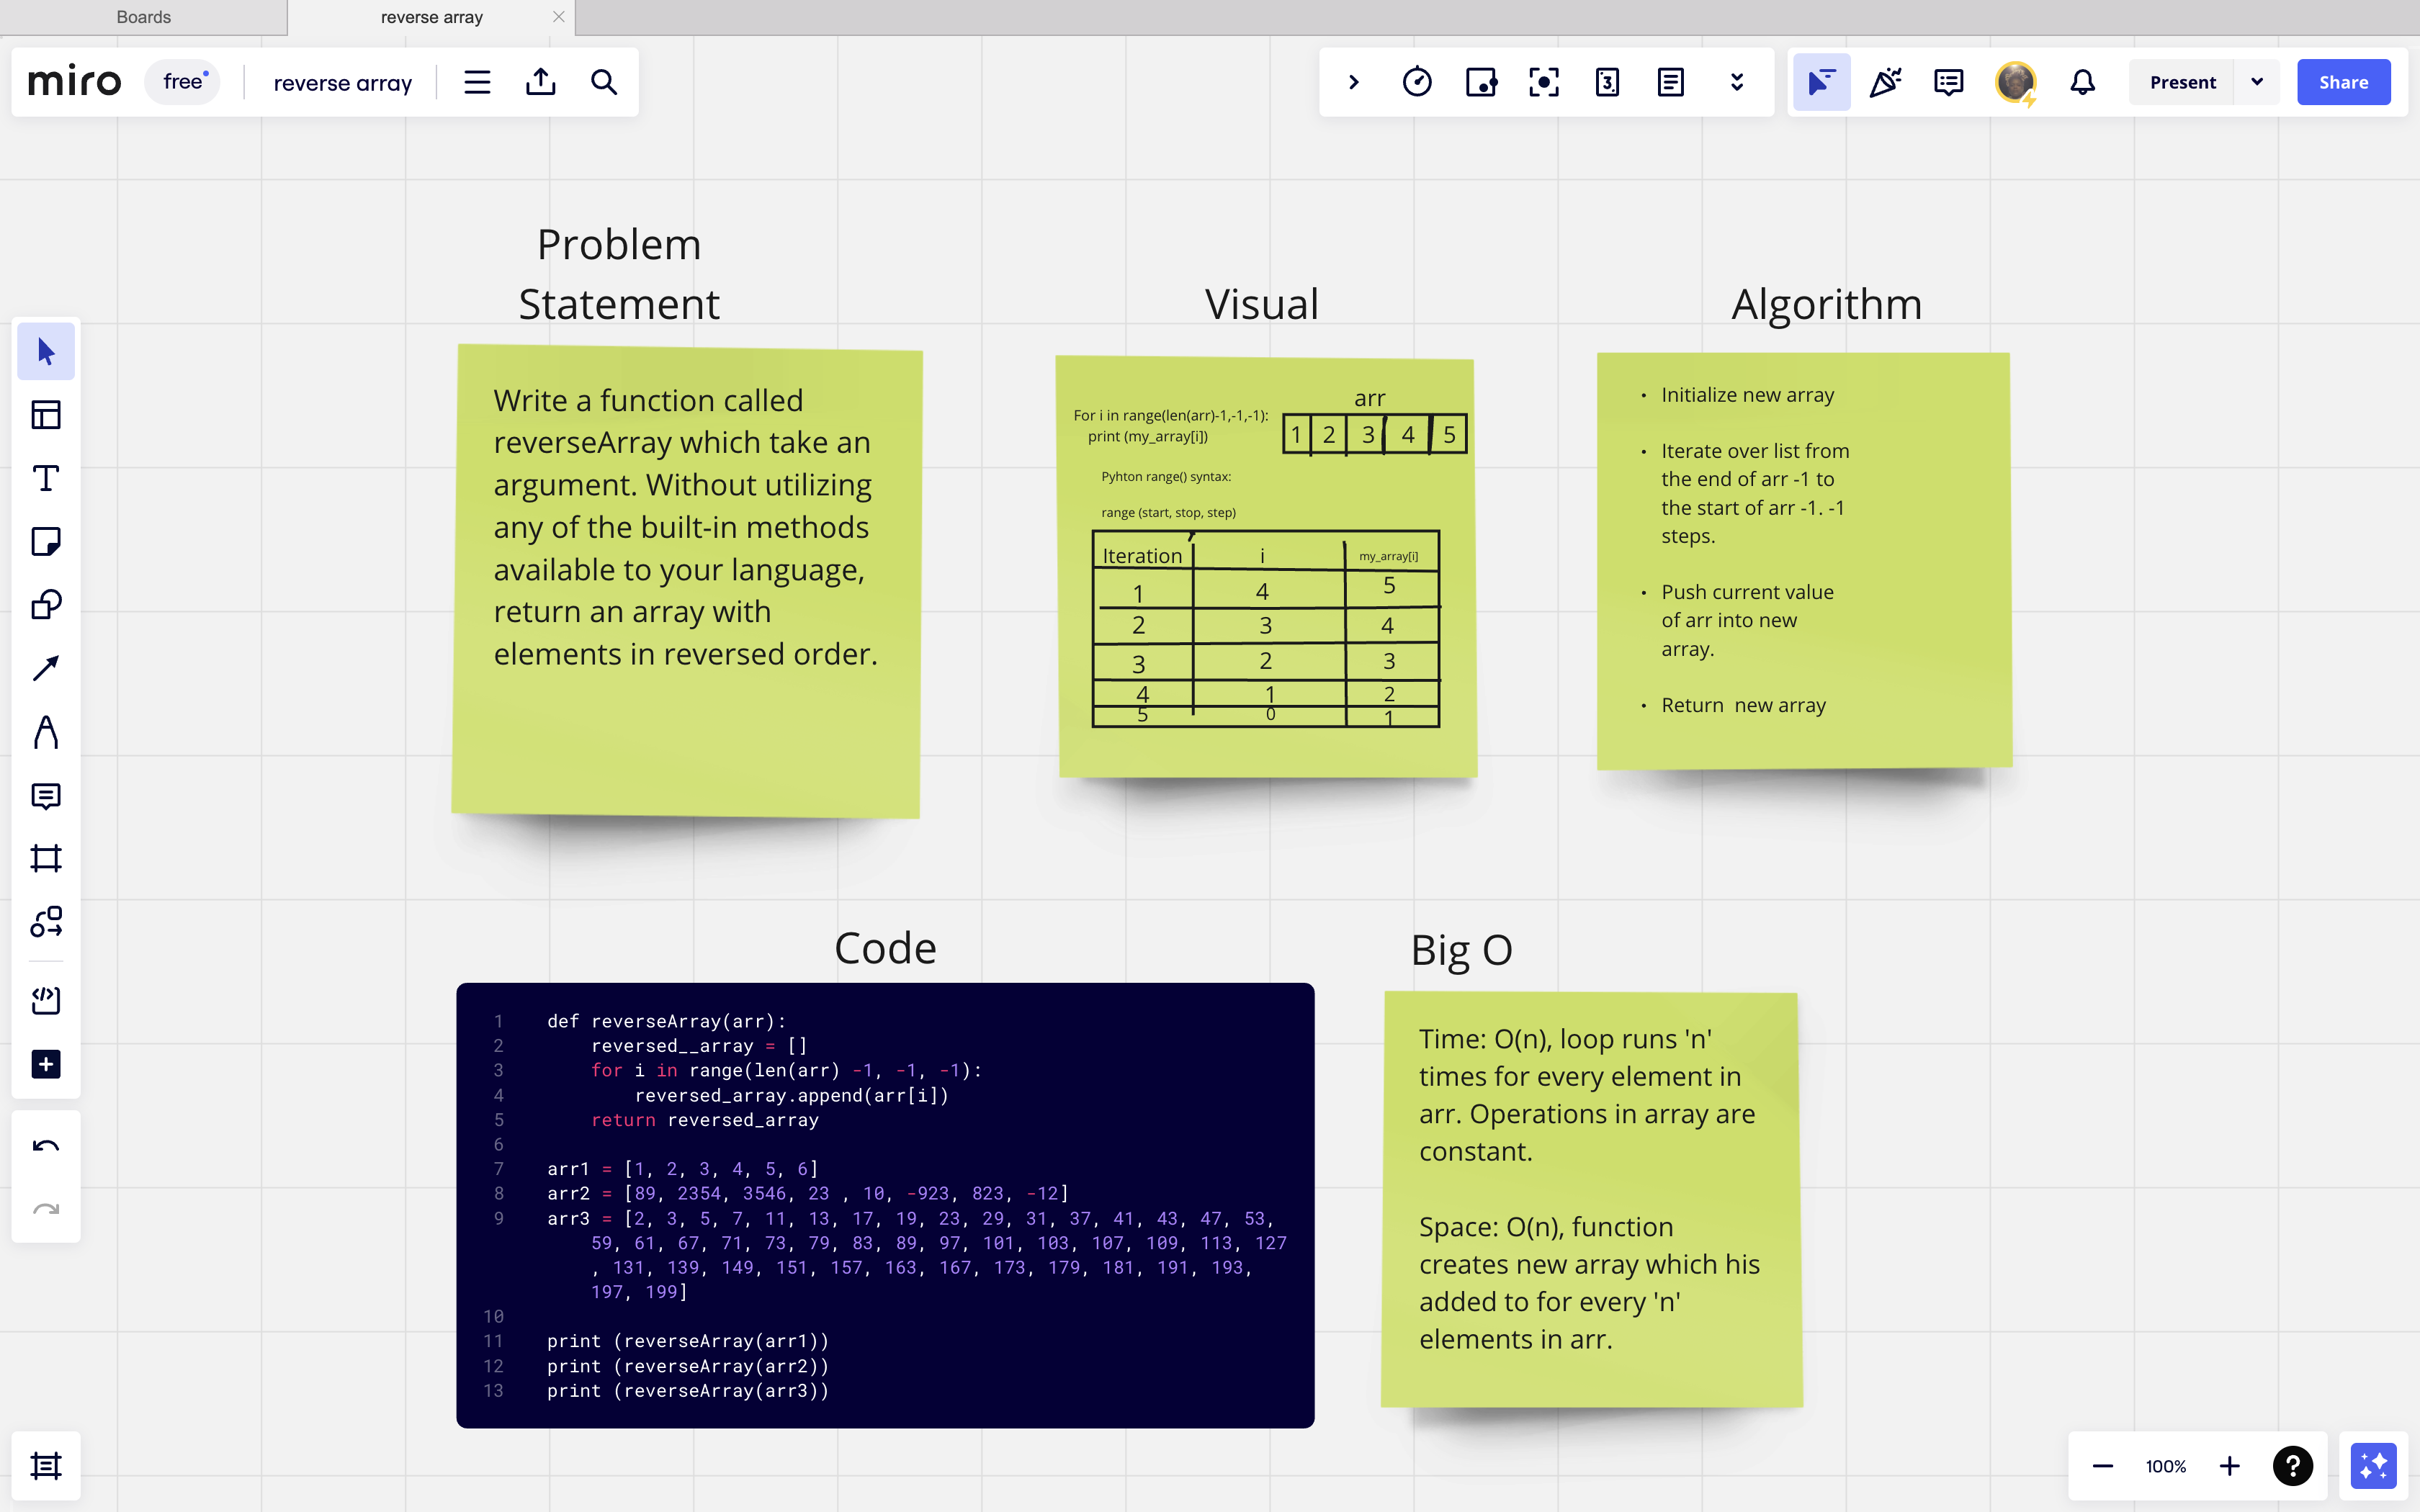 Boards
reverse array
miro
free
reverse array
3
Present
Share
Problem
Statement
Write a function called
reverseArray which take an
argument. Without utilizing
any of the built-in methods
available to your language,
return an array with
elements in reversed order.
Visual
arr
For i in range(len(arr)-1,-1,-1):
print (my_array[i])
1 2 3 4 5
Pyhton range() syntax:
range (start, stop, step)
Iteration i my_array[i]
1 4 5
2 3 4
3 2 3
4 1 2
5 0 1
Algorithm
• Initialize new array
• Iterate over list from
the end of arr -1 to
the start of arr -1. -1
steps.
• Push current value
of arr into new
array.
• Return  new array
Code
1 def reverseArray(arr):
2 reversed__array = []
3 for i in range(len(arr) -1, -1, -1):
4 reversed_array.append(arr[i])
5 return reversed_array
6
7 arr1 = [1, 2, 3, 4, 5, 6]
8 arr2 = [89, 2354, 3546, 23 , 10, -923, 823, -12]
9 arr3 = [2, 3, 5, 7, 11, 13, 17, 19, 23, 29, 31, 37, 41, 43, 47, 53,
59, 61, 67, 71, 73, 79, 83, 89, 97, 101, 103, 107, 109, 113, 127
, 131, 139, 149, 151, 157, 163, 167, 173, 179, 181, 191, 193,
197, 199]
10
11 print (reverseArray(arr1))
12 print (reverseArray(arr2))
13 print (reverseArray(arr3))
Big O
Time: O(n), loop runs 'n'
times for every element in
arr. Operations in array are
constant.
Space: O(n), function
creates new array which his
added to for every 'n'
elements in arr.
100%
?